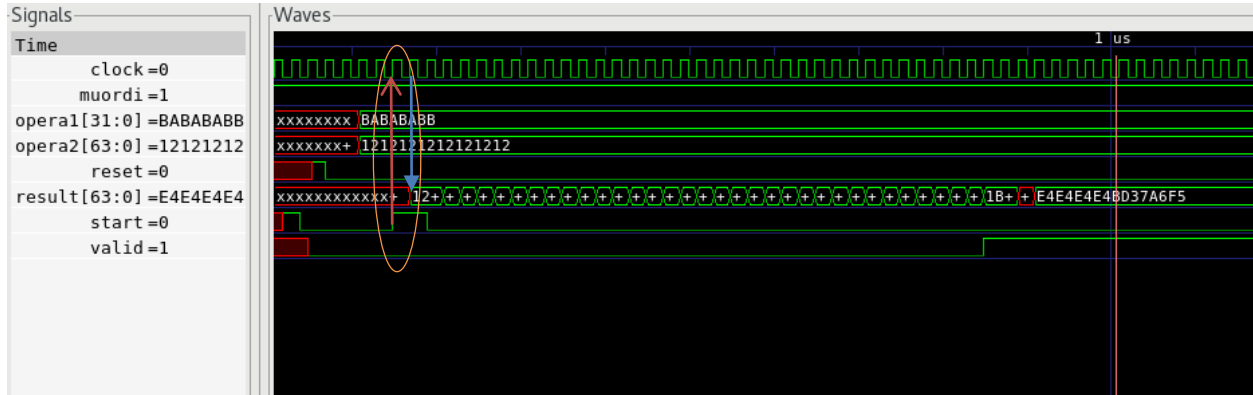 Signals Waves
Time 1 us
clock=0
muordi=1
opera1[31:0]=BABABABB xxxxxxxx BABABABB
opera2[63:0]=12121212 xxxxxxx+ 1212121212121212
reset=0
result[63:0]=E4E4E4E4 xxxxxxxxxxxxx+ 12+ + + + + + + + + + + + + + + + + + + + + + + + + + + + + + + + 1B+ + E4E4E4E4BD37A6F5
start=0
valid=1